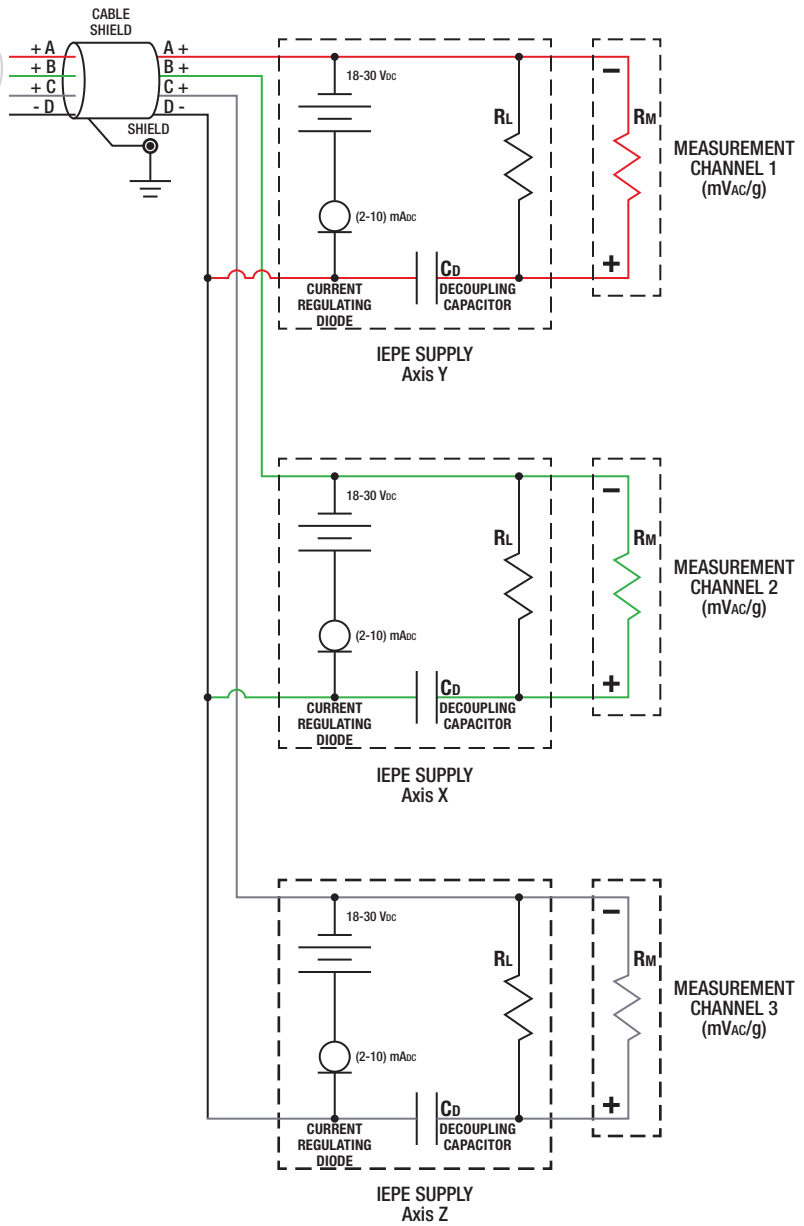 CABLE
SHIELD
+ A
A +
+ B
B +
+ C
C +
- D
D -
SHIELD
18-30 VDC
RL
−
RM
MEASUREMENT
CHANNEL 1
(mVAC/g)
(2-10) mADC
+
CURRENT
REGULATING
DIODE
CD
DECOUPLING
CAPACITOR
IEPE SUPPLY
Axis Y
18-30 VDC
RL
−
RM
MEASUREMENT
CHANNEL 2
(mVAC/g)
(2-10) mADC
+
CURRENT
REGULATING
DIODE
CD
DECOUPLING
CAPACITOR
IEPE SUPPLY
Axis X
18-30 VDC
RL
−
RM
MEASUREMENT
CHANNEL 3
(mVAC/g)
(2-10) mADC
+
CURRENT
REGULATING
DIODE
CD
DECOUPLING
CAPACITOR
IEPE SUPPLY
Axis Z